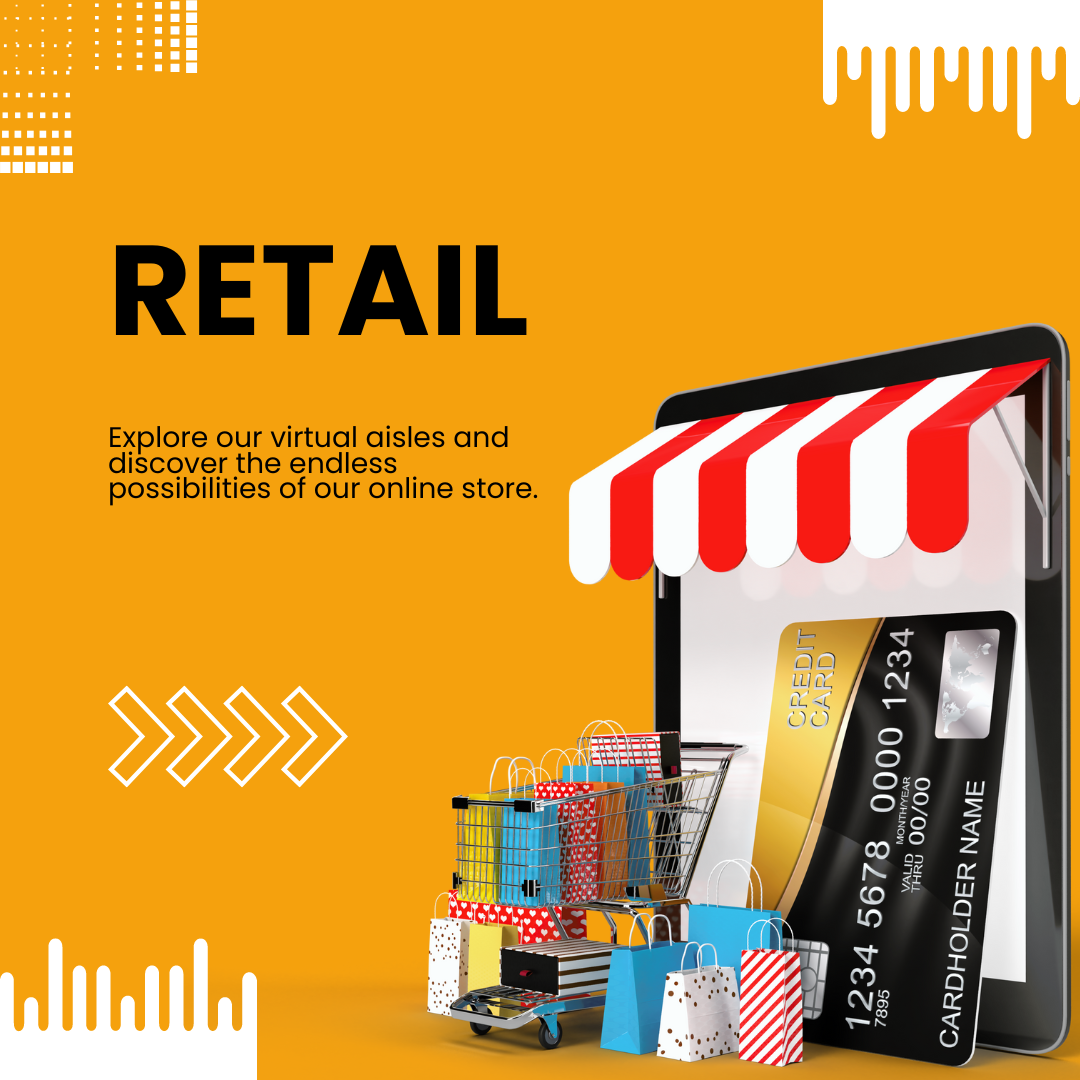 RETAIL
Explore our virtual aisles and
discover the endless
possibilities of our online store.
CREDIT
CARD
1234 5678 0000 1234
7895
MONTH/YEAR
VALID
THRU 00/00
CARDHOLDER NAME